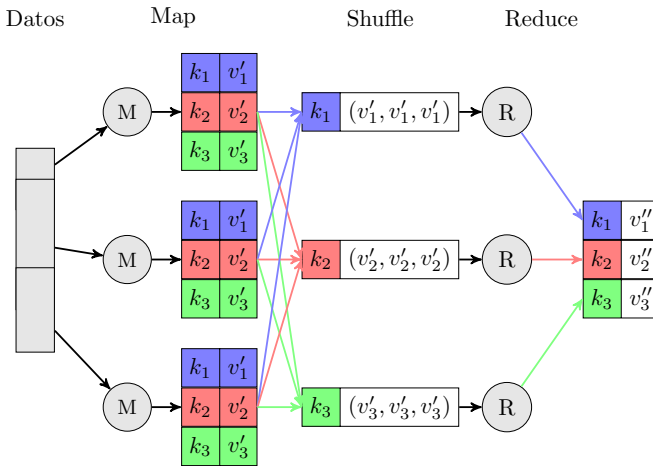 Datos Map Shuffle Reduce
k₁ v′₁
M k₂ v′₂ k₁ (v′₁, v′₁, v′₁) R
k₃ v′₃
k₁ v′₁ k₁ v″₁
M k₂ v′₂ k₂ (v′₂, v′₂, v′₂) R k₂ v″₂
k₃ v′₃ k₃ v″₃
k₁ v′₁
M k₂ v′₂ k₃ (v′₃, v′₃, v′₃) R
k₃ v′₃